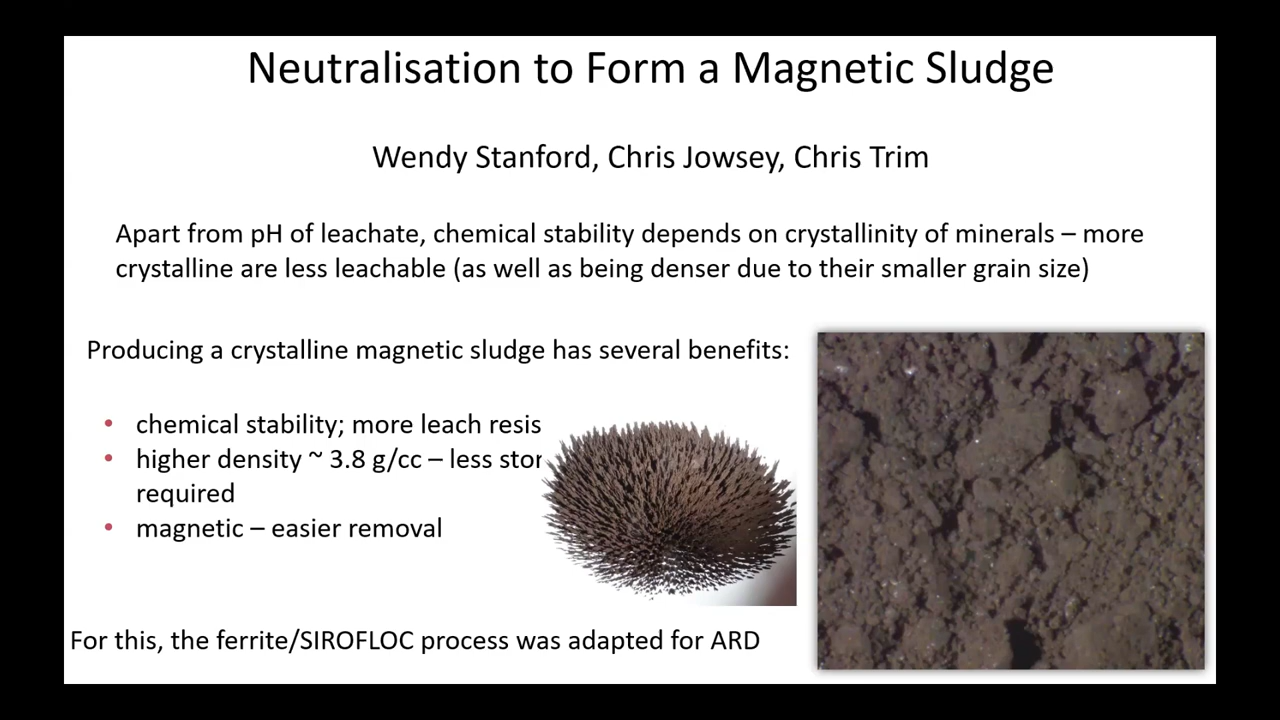 Neutralisation to Form a Magnetic Sludge
Wendy Stanford, Chris Jowsey, Chris Trim
Apart from pH of leachate, chemical stability depends on crystallinity of minerals – more
crystalline are less leachable (as well as being denser due to their smaller grain size)
Producing a crystalline magnetic sludge has several benefits:
• chemical stability; more leach resis
• higher density ~ 3.8 g/cc – less stor
required
• magnetic – easier removal
For this, the ferrite/SIROFLOC process was adapted for ARD